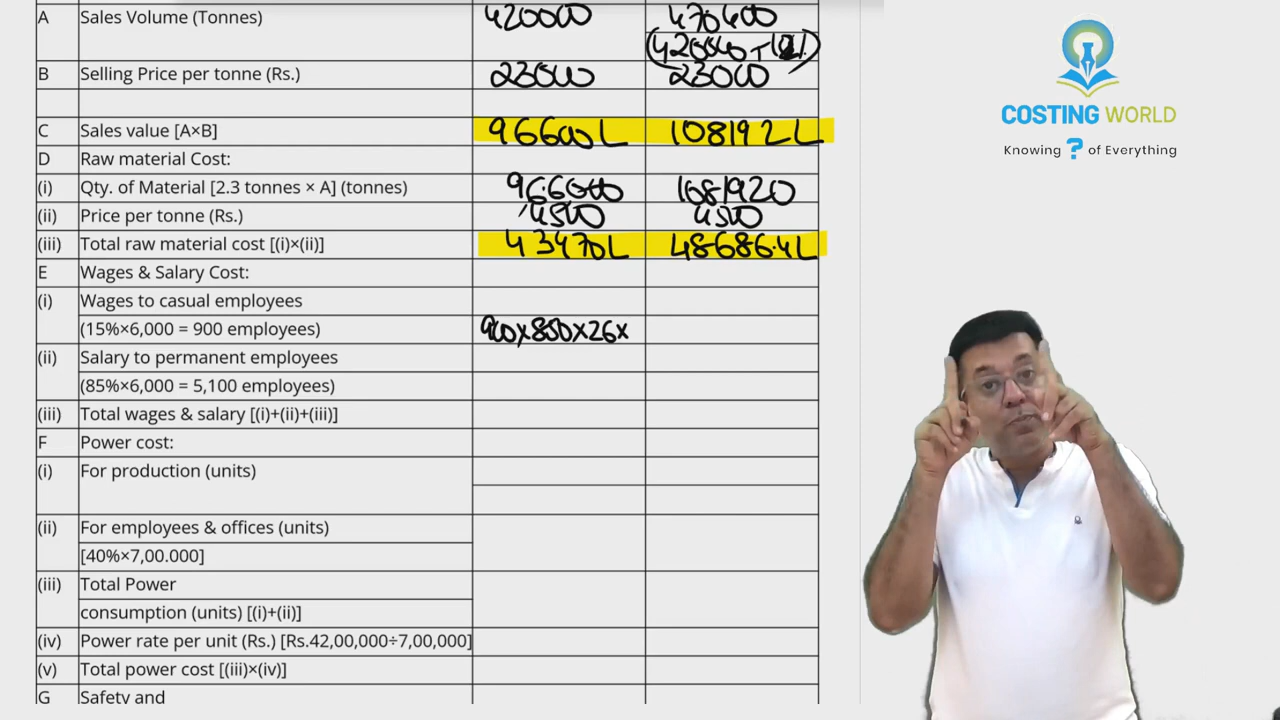 A Sales Volume (Tonnes) 420000 470400
(420000+12%)
B Selling Price per tonne (Rs.) 23000 23000
C Sales value [A×B] 96600L 108192L
D Raw material Cost:
(i) Qty. of Material [2.3 tonnes × A] (tonnes) 966000 1081920
(ii) Price per tonne (Rs.) 4500 4500
(iii) Total raw material cost [(i)×(ii)] 43470L 48686.4L
E Wages & Salary Cost:
(i) Wages to casual employees
(15%×6,000 = 900 employees) 900×850×26×
(ii) Salary to permanent employees
(85%×6,000 = 5,100 employees)
(iii) Total wages & salary [(i)+(ii)+(iii)]
F Power cost:
(i) For production (units)
(ii) For employees & offices (units)
[40%×7,00.000]
(iii) Total Power
consumption (units) [(i)+(ii)]
(iv) Power rate per unit (Rs.) [Rs.42,00,000÷7,00,000]
(v) Total power cost [(iii)×(iv)]
G Safety and
COSTING WORLD
Knowing ? of Everything